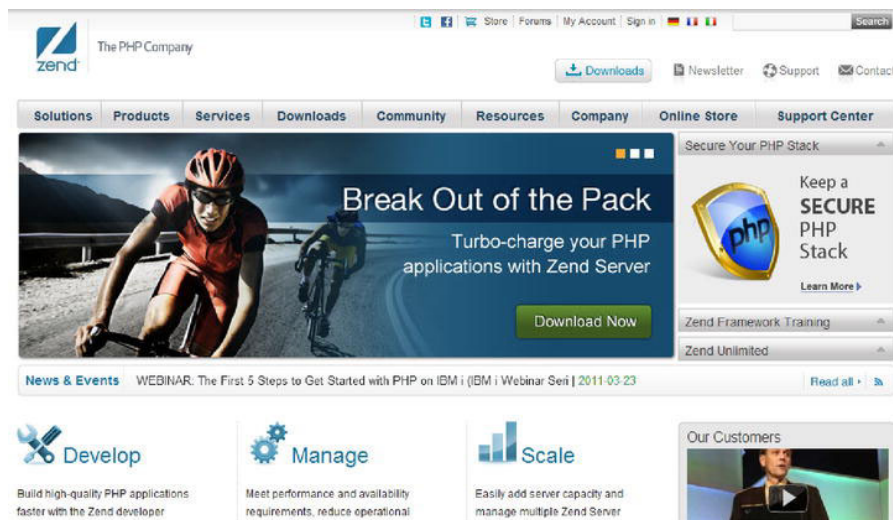 Store | Forums | My Account | Sign in
Search
zend
The PHP Company
Downloads
Newsletter
Support
Contact
Solutions
Products
Services
Downloads
Community
Resources
Company
Online Store
Support Center
Break Out of the Pack
Turbo-charge your PHP
applications with Zend Server
Download Now
Secure Your PHP Stack
php
Keep a
SECURE
PHP
Stack
Learn More
Zend Framework Training
Zend Unlimited
News & Events
WEBINAR: The First 5 Steps to Get Started with PHP on IBM i (IBM i Webinar Seri | 2011-03-23
Read all
Develop
Build high-quality PHP applications
faster with the Zend developer
Manage
Meet performance and availability
requirements, reduce operational
Scale
Easily add server capacity and
manage multiple Zend Server
Our Customers